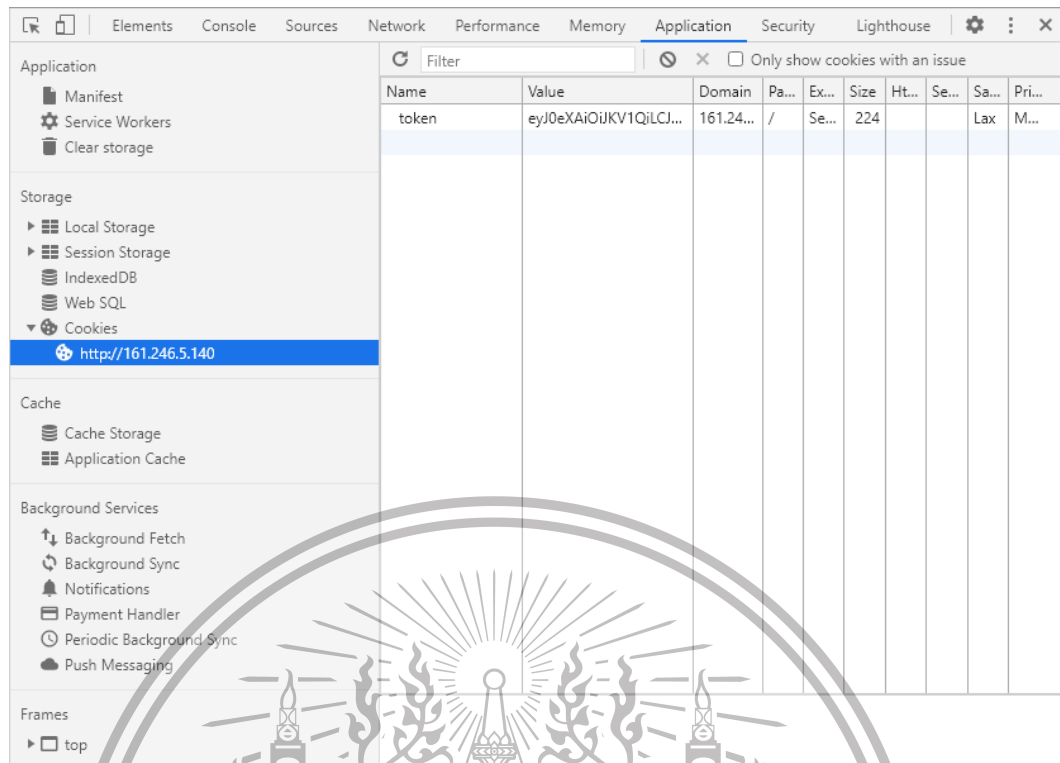 Elements Console Sources Network Performance Memory Application Security Lighthouse
Application
Manifest
Service Workers
Clear storage
Storage
Local Storage
Session Storage
IndexedDB
Web SQL
Cookies
http://161.246.5.140
Cache
Cache Storage
Application Cache
Background Services
Background Fetch
Background Sync
Notifications
Payment Handler
Periodic Background Sync
Push Messaging
Frames
top
Filter Only show cookies with an issue
Name Value Domain Pa... Ex... Size Ht... Se... Sa... Pri...
token eyJ0eXAiOiJKV1QiLCJ... 161.24... / Se... 224 Lax M...